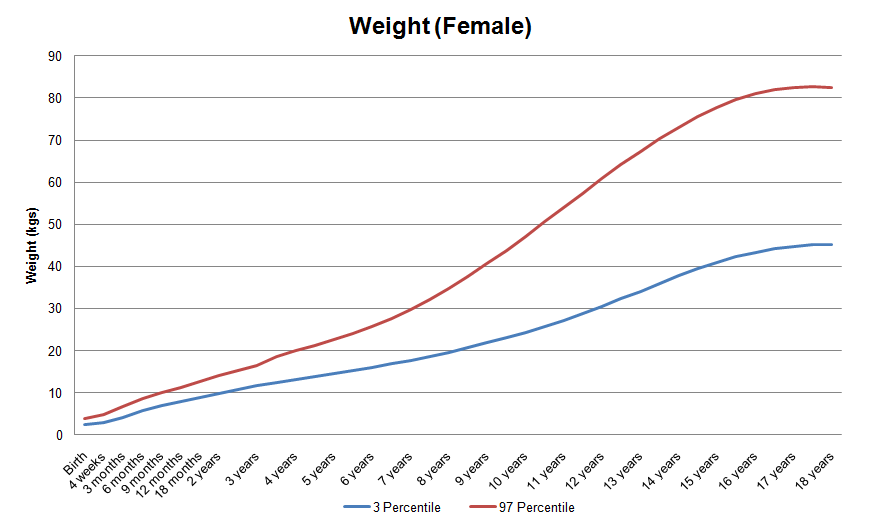 Weight (Female)
90
80
70
60
50
40
30
20
10
0
Weight (kgs)
Birth
4 weeks
3 months
6 months
9 months
12 months
18 months
2 years
3 years
4 years
5 years
6 years
7 years
8 years
9 years
10 years
11 years
12 years
13 years
14 years
15 years
16 years
17 years
18 years
3 Percentile
97 Percentile